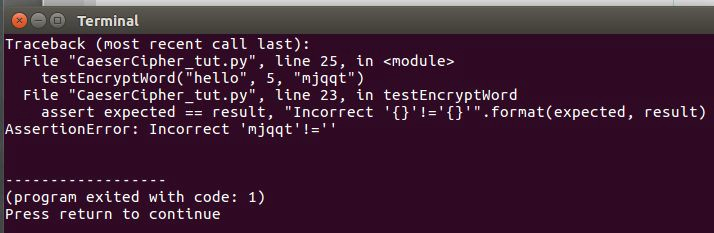 Terminal
Traceback (most recent call last):
  File "CaeserCipher_tut.py", line 25, in <module>
    testEncryptWord("hello", 5, "mjqqt")
  File "CaeserCipher_tut.py", line 23, in testEncryptWord
    assert expected == result, "Incorrect '{}'!='{}'".format(expected, result)
AssertionError: Incorrect 'mjqqt'!=''
------------------
(program exited with code: 1)
Press return to continue